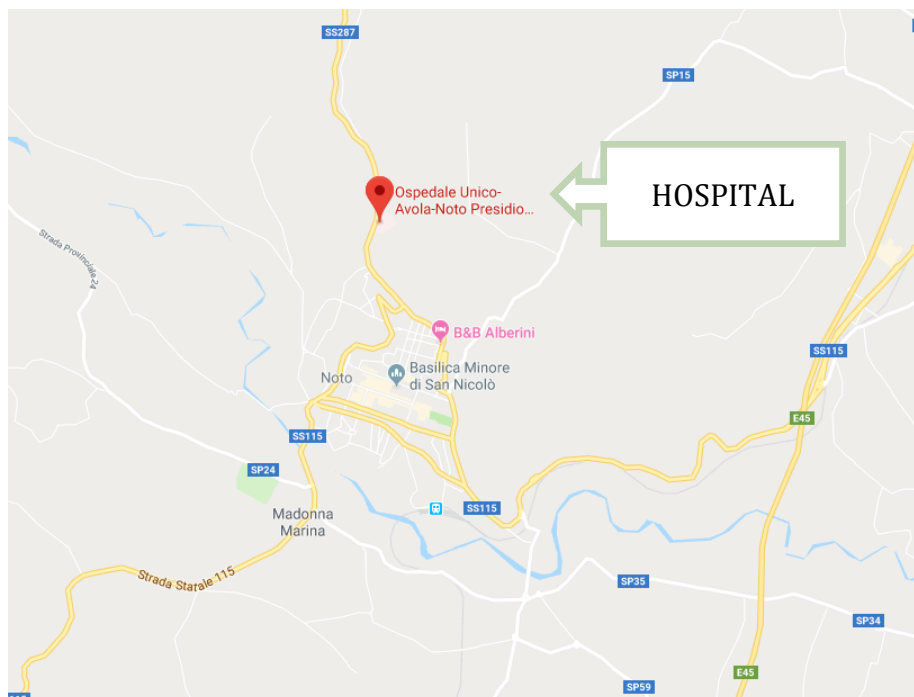 SS287
SP15
Ospedale Unico-
Avola-Noto Presidio...
HOSPITAL
Strada Provinciale 24
B&B Alberini
SS115
Basilica Minore
di San Nicolò
Noto
E45
SS115
SP24
SS115
Madonna
Marina
Strada Statale 115
SP35
SP34
E45
SP59